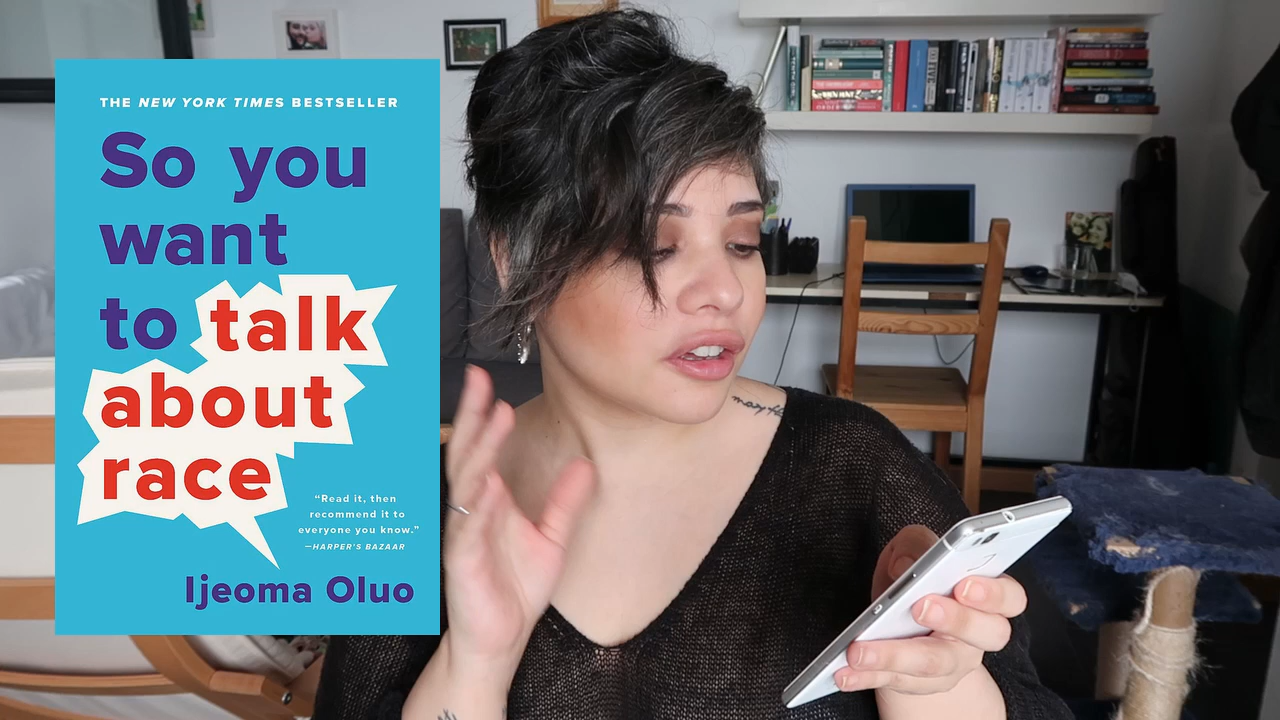 THE NEW YORK TIMES BESTSELLER
So you
want
to talk
about
race
“Read it, then
recommend it to
everyone you know.”
—HARPER'S BAZAAR
Ijeoma Oluo